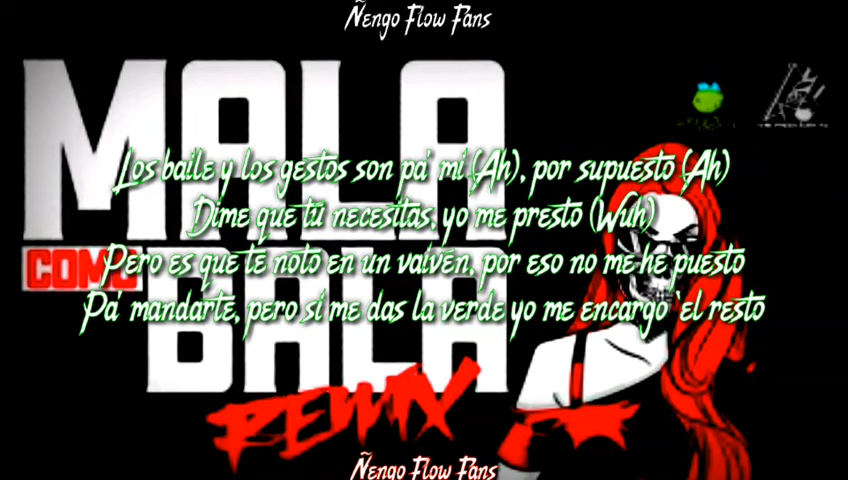 Ñengo Flow Fans
MALA
COMO
BALA
REMIX
Los baile y los gestos son pa' mi (Ah), por supuesto (Ah)
Dime que tú necesitas, yo me presto (Wuh)
Pero es que te noto en un vaivén, por eso no me he puesto
Pa' mandarte, pero si me das la verde yo me encargo 'el resto
Ñengo Flow Fans